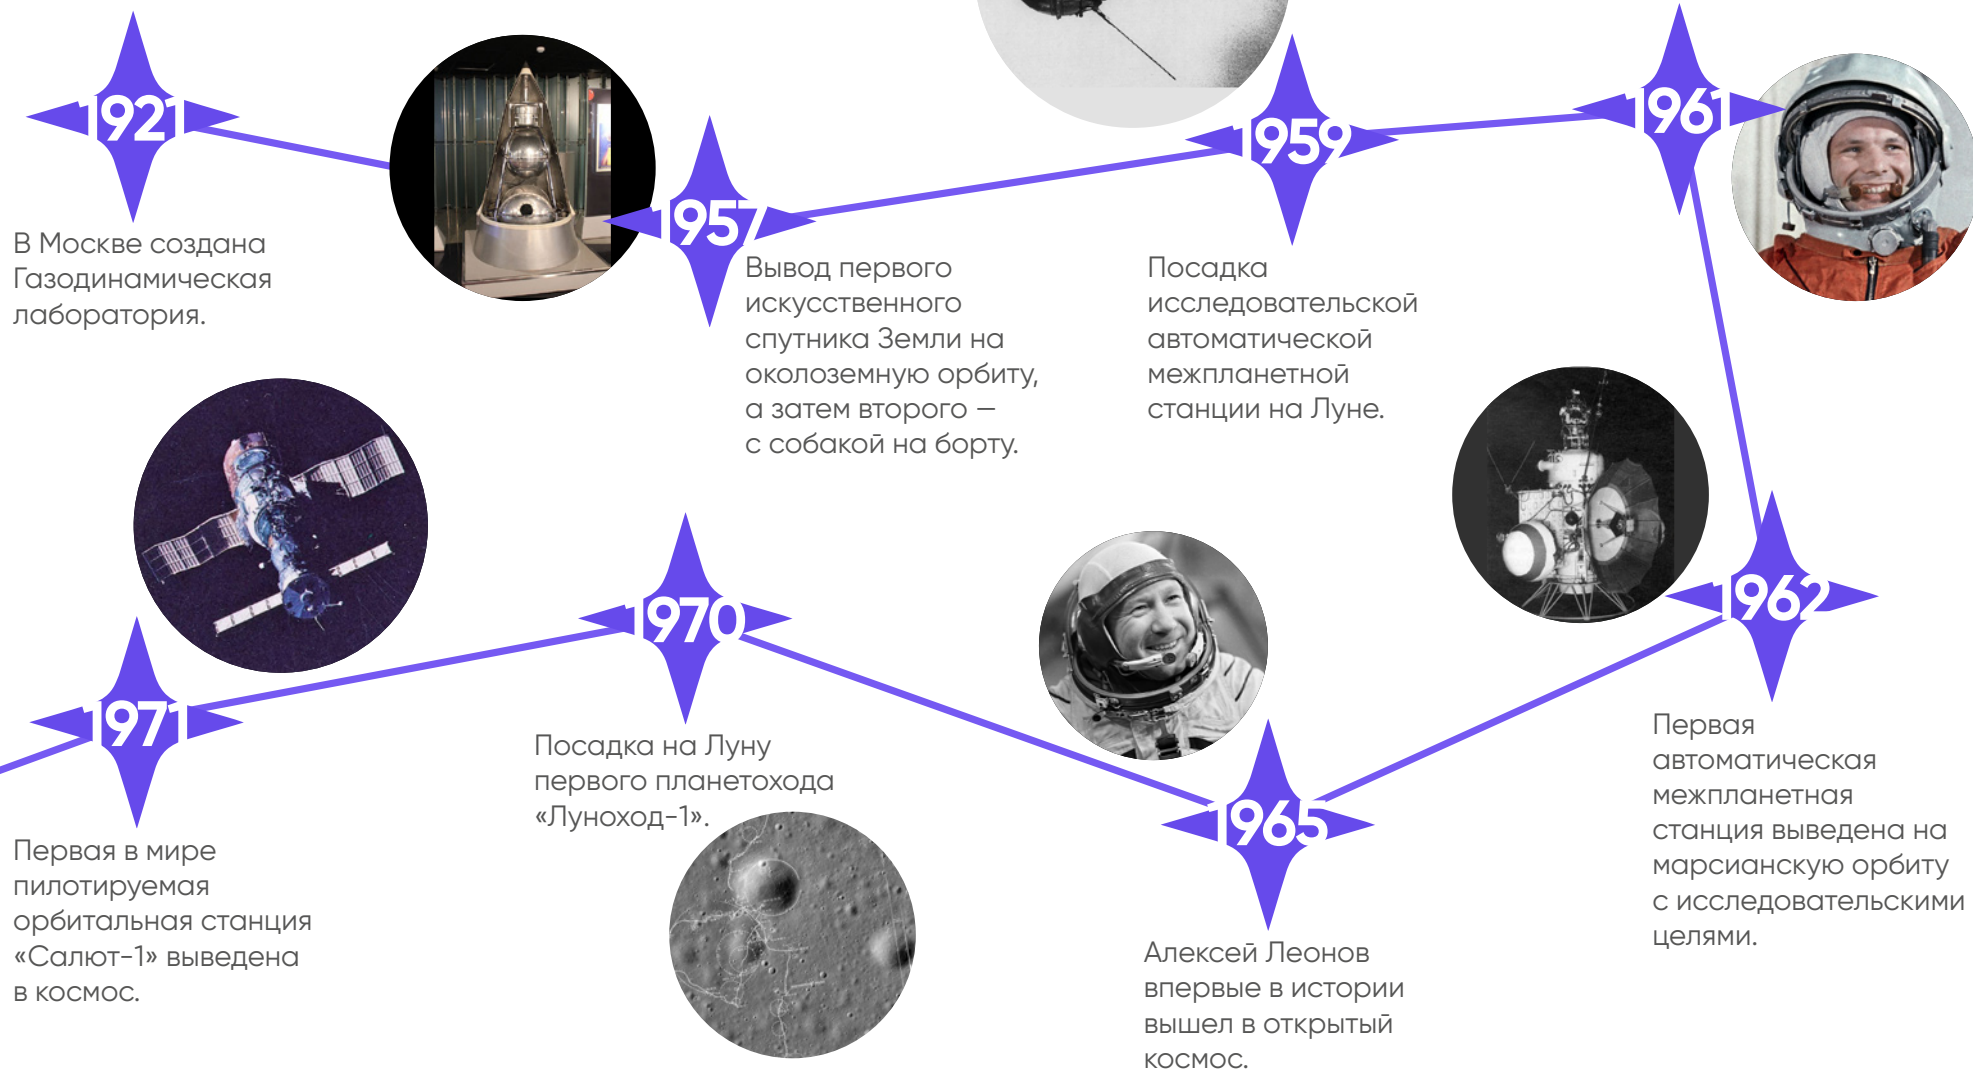 1921
В Москве создана
Газодинамическая
лаборатория.
1957
Вывод первого
искусственного
спутника Земли на
околоземную орбиту,
а затем второго —
с собакой на борту.
1959
Посадка
исследовательской
автоматической
межпланетной
станции на Луне.
1961
1962
Первая
автоматическая
межпланетная
станция выведена на
марсианскую орбиту
с исследовательскими
целями.
1965
Алексей Леонов
впервые в истории
вышел в открытый
космос.
1970
Посадка на Луну
первого планетохода
«Луноход-1».
1971
Первая в мире
пилотируемая
орбитальная станция
«Салют-1» выведена
в космос.